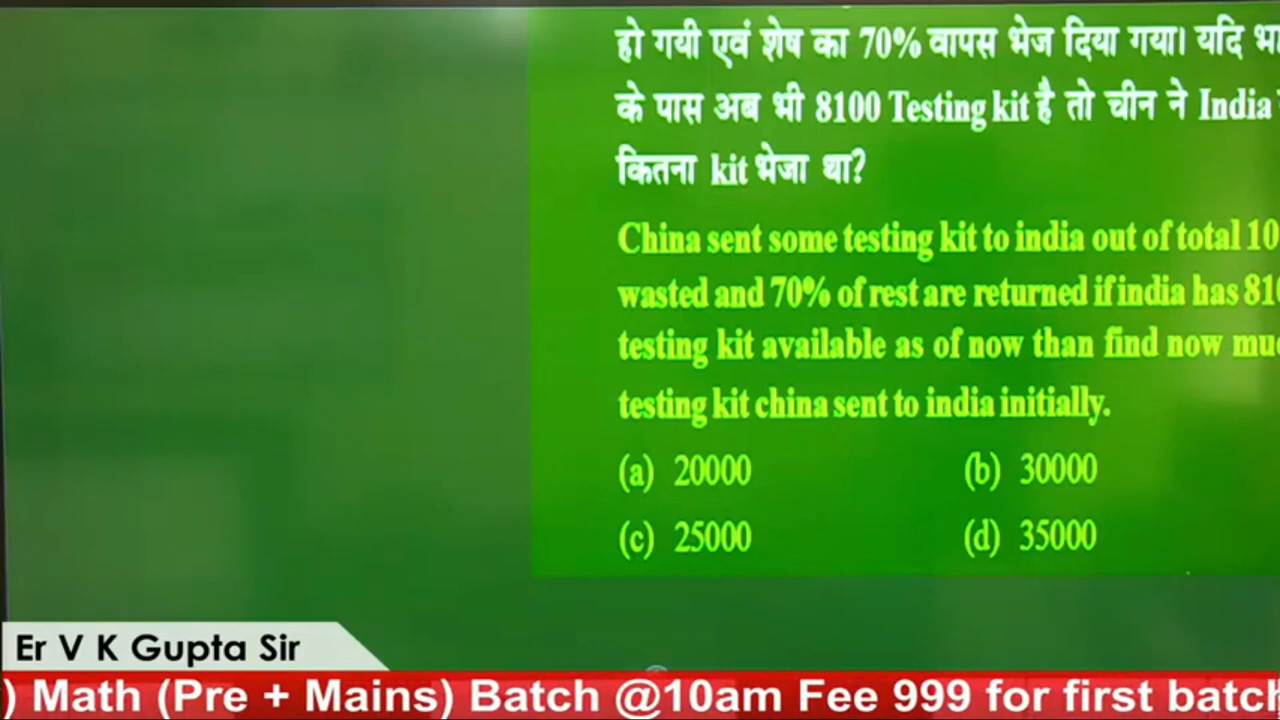 हो गयी एवं शेष का 70% वापस भेज दिया गया। यदि
के पास अब भी 8100 Testing kit है तो चीन ने India
कितना kit भेजा था?
China sent some testing kit to india out of total 10
wasted and 70% of rest are returned if india has
testing kit available as of now than find now
testing kit china sent to india initially.
(a) 20000 (b) 30000
(c) 25000 (d) 35000
Er V K Gupta Sir
) Math (Pre + Mains) Batch @10am Fee 999 for first batch